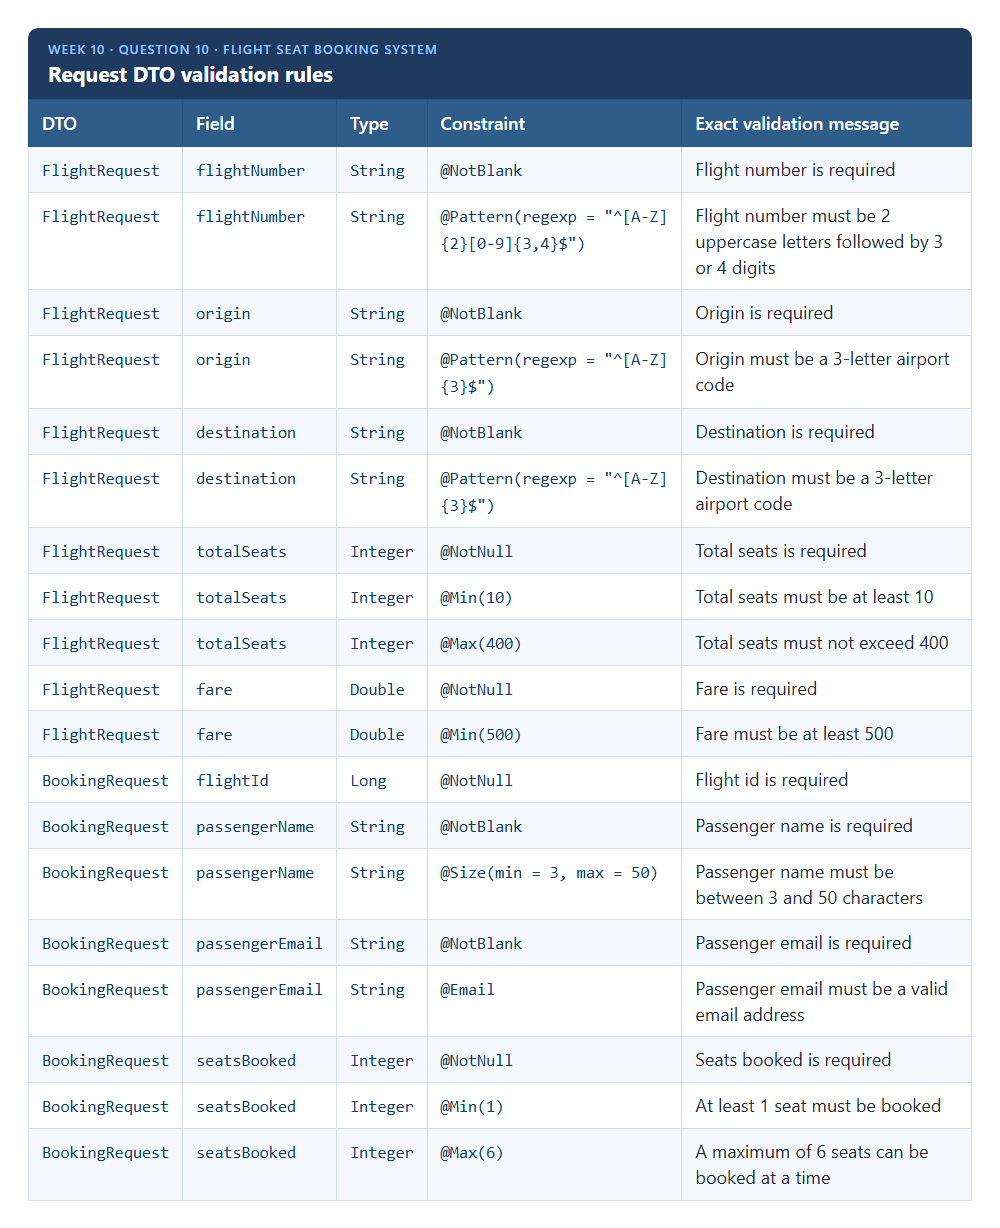 WEEK 10 · QUESTION 10 · FLIGHT SEAT BOOKING SYSTEM
Request DTO validation rules
DTO Field Type Constraint Exact validation message
FlightRequest flightNumber String @NotBlank Flight number is required
FlightRequest flightNumber String @Pattern(regexp = "^[A-Z] Flight number must be 2
{2}[0-9]{3,4}$") uppercase letters followed by 3
or 4 digits
FlightRequest origin String @NotBlank Origin is required
FlightRequest origin String @Pattern(regexp = "^[A-Z] Origin must be a 3-letter airport
{3}$") code
FlightRequest destination String @NotBlank Destination is required
FlightRequest destination String @Pattern(regexp = "^[A-Z] Destination must be a 3-letter
{3}$") airport code
FlightRequest totalSeats Integer @NotNull Total seats is required
FlightRequest totalSeats Integer @Min(10) Total seats must be at least 10
FlightRequest totalSeats Integer @Max(400) Total seats must not exceed 400
FlightRequest fare Double @NotNull Fare is required
FlightRequest fare Double @Min(500) Fare must be at least 500
BookingRequest flightId Long @NotNull Flight id is required
BookingRequest passengerName String @NotBlank Passenger name is required
BookingRequest passengerName String @Size(min = 3, max = 50) Passenger name must be
between 3 and 50 characters
BookingRequest passengerEmail String @NotBlank Passenger email is required
BookingRequest passengerEmail String @Email Passenger email must be a valid
email address
BookingRequest seatsBooked Integer @NotNull Seats booked is required
BookingRequest seatsBooked Integer @Min(1) At least 1 seat must be booked
BookingRequest seatsBooked Integer @Max(6) A maximum of 6 seats can be
booked at a time